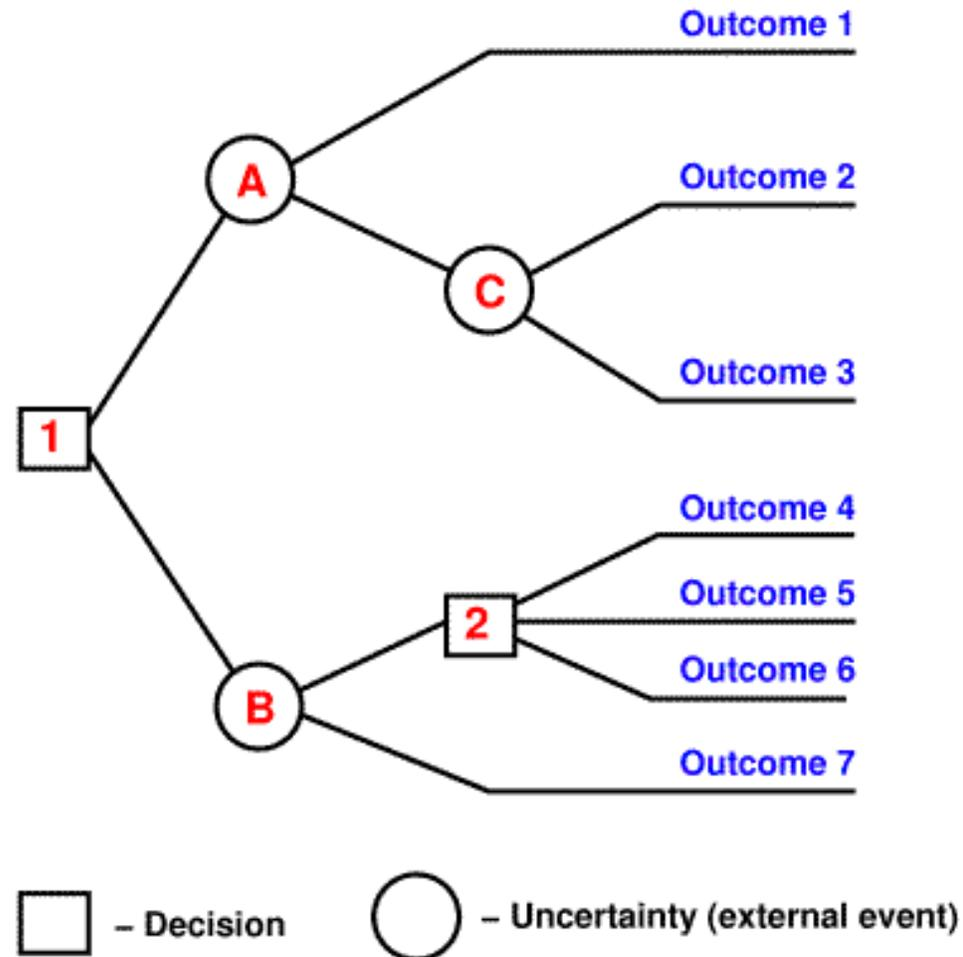 Outcome 1
A
Outcome 2
C
Outcome 3
1
Outcome 4
Outcome 5
2
Outcome 6
B
Outcome 7
– Decision
– Uncertainty (external event)